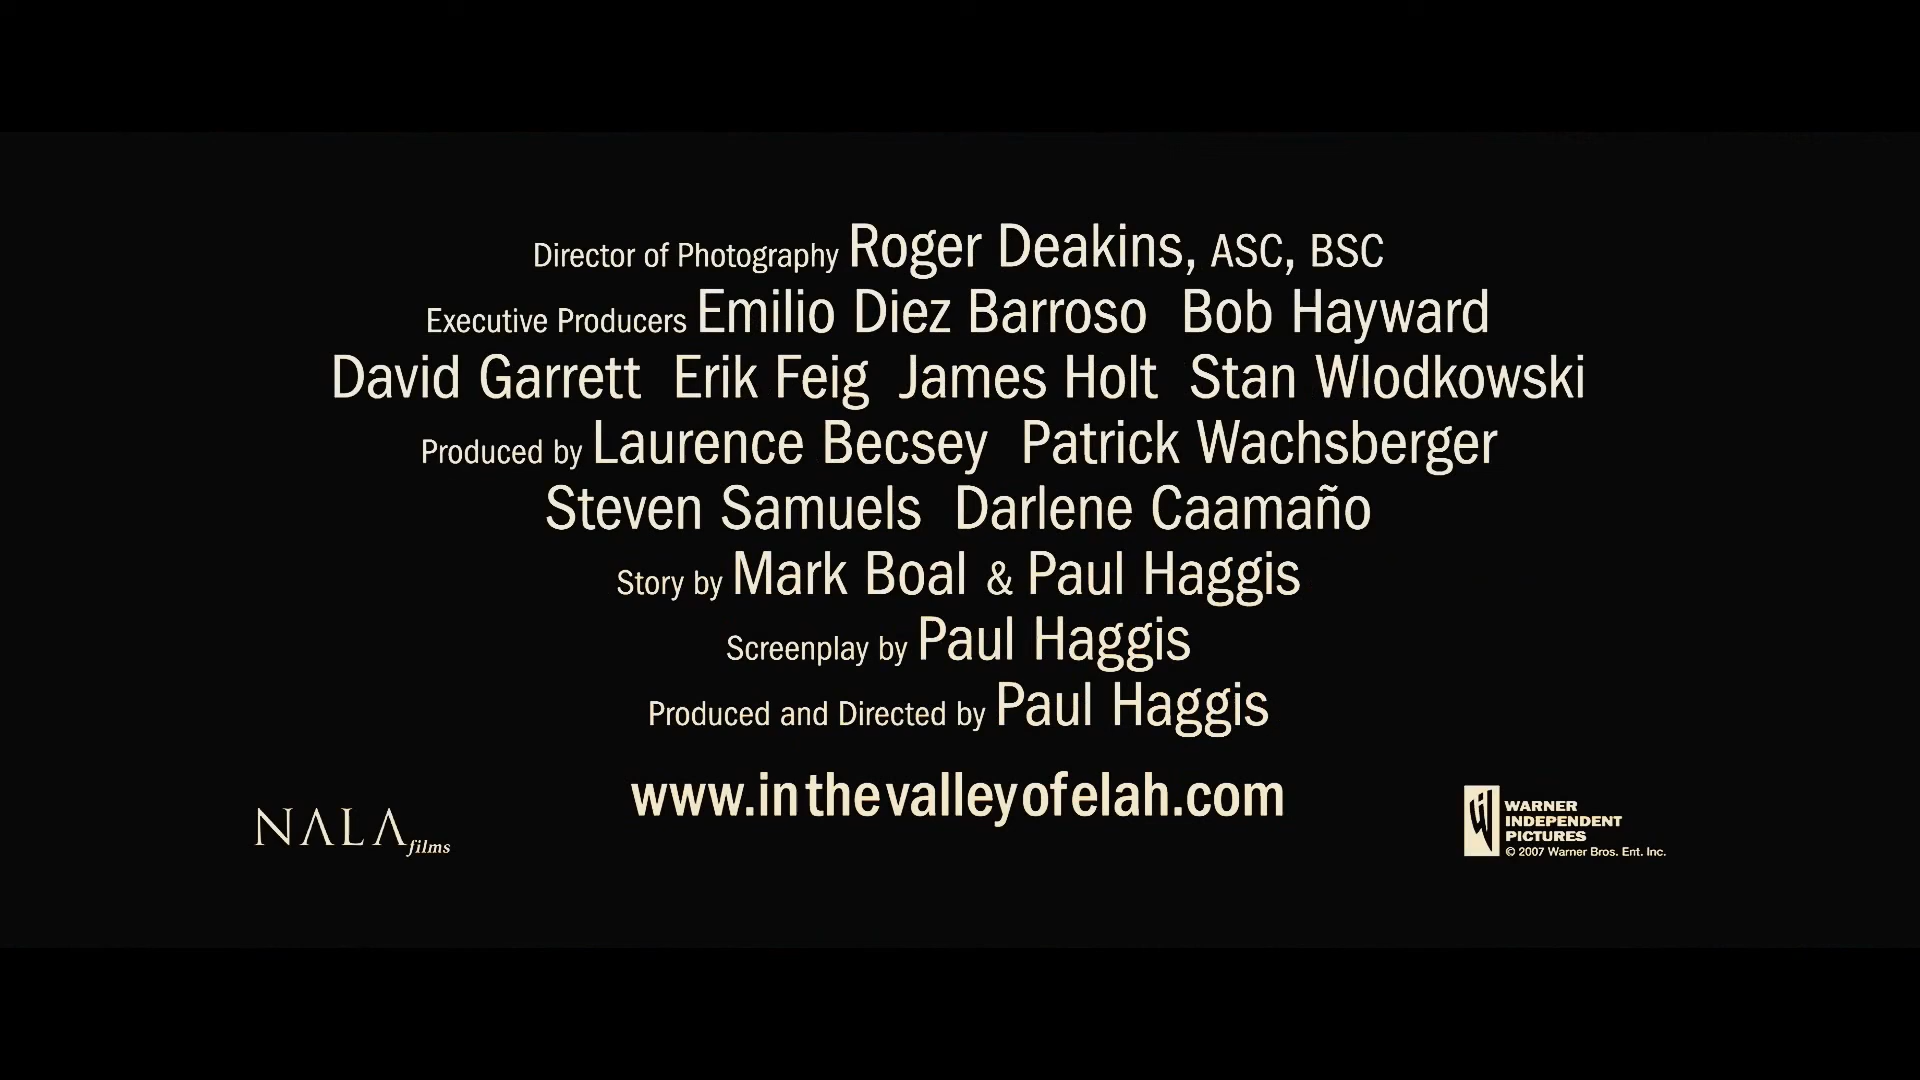 Director of Photography Roger Deakins, ASC, BSC
Executive Producers Emilio Diez Barroso Bob Hayward
David Garrett Erik Feig James Holt Stan Wlodkowski
Produced by Laurence Becsey Patrick Wachsberger
Steven Samuels Darlene Caamaño
Story by Mark Boal & Paul Haggis
Screenplay by Paul Haggis
Produced and Directed by Paul Haggis
www.inthevalleyofelah.com
NALA films
WARNER
INDEPENDENT
PICTURES
© 2007 Warner Bros. Ent. Inc.